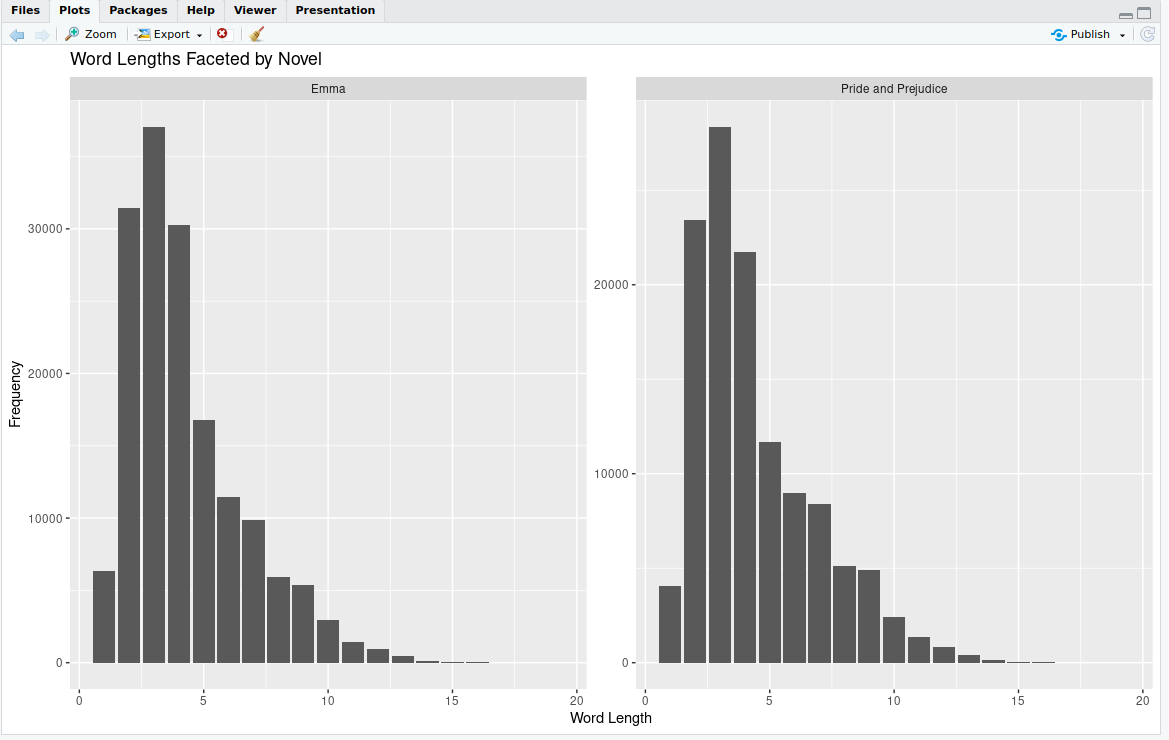 Files Plots Packages Help Viewer Presentation
Zoom Export Publish
Word Lengths Faceted by Novel
Emma Pride and Prejudice
30000
20000
10000
0
20000
10000
0
Frequency
0 5 10 15 20 0 5 10 15 20
Word Length